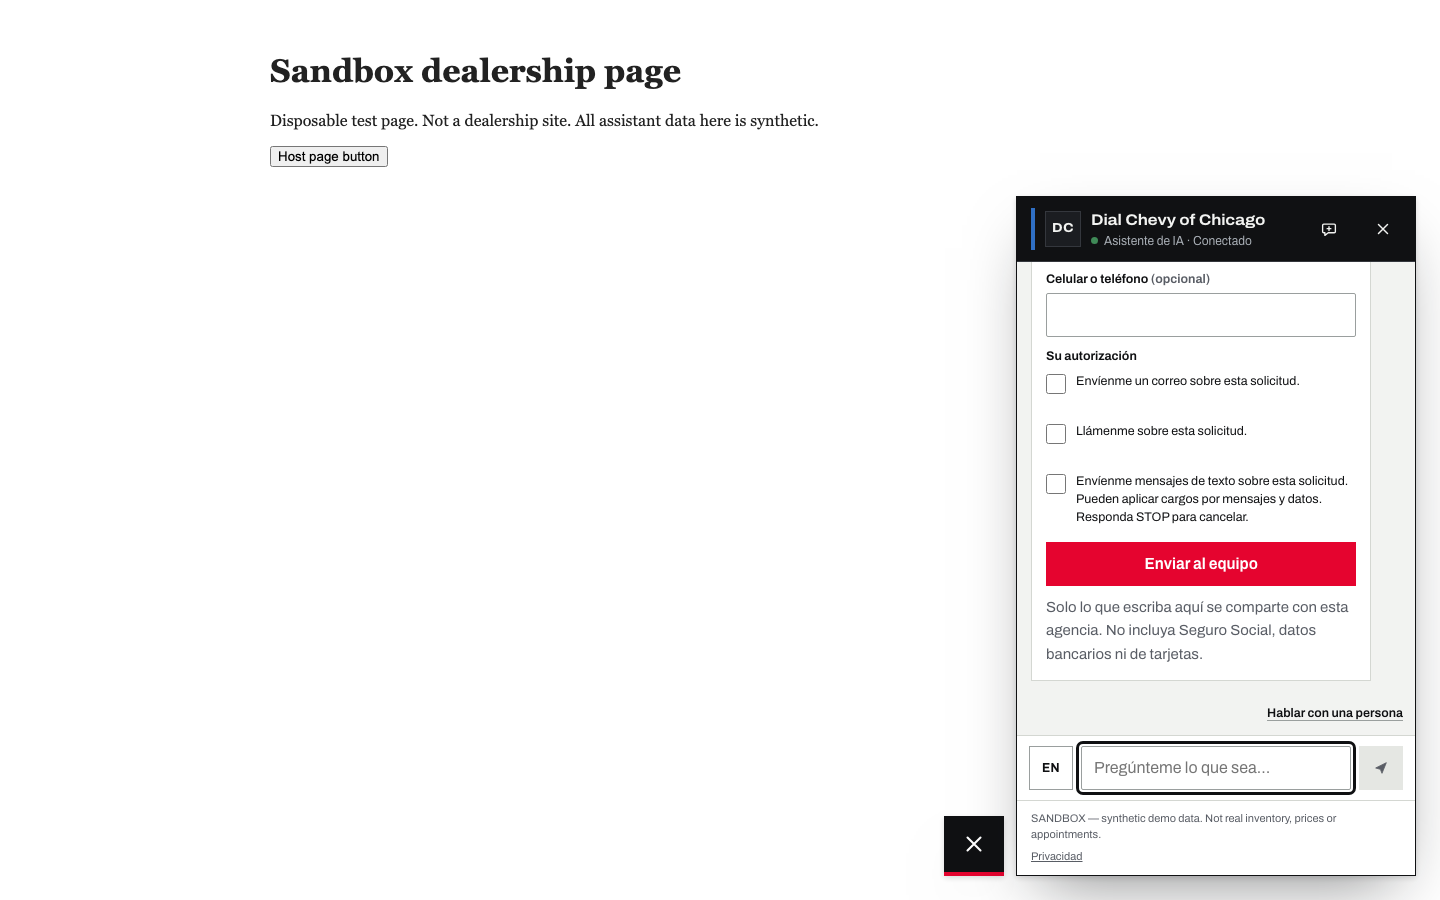 Sandbox dealership page
Disposable test page. Not a dealership site. All assistant data here is synthetic.
Host page button
DC
Dial Chevy of Chicago
Asistente de IA · Conectado
Celular o teléfono (opcional)
Su autorización
Envíenme un correo sobre esta solicitud.
Llámenme sobre esta solicitud.
Envíenme mensajes de texto sobre esta solicitud.
Pueden aplicar cargos por mensajes y datos.
Responda STOP para cancelar.
Enviar al equipo
Solo lo que escriba aquí se comparte con esta
agencia. No incluya Seguro Social, datos
bancarios ni de tarjetas.
Hablar con una persona
EN
Pregúnteme lo que sea...
SANDBOX — synthetic demo data. Not real inventory, prices or
appointments.
Privacidad